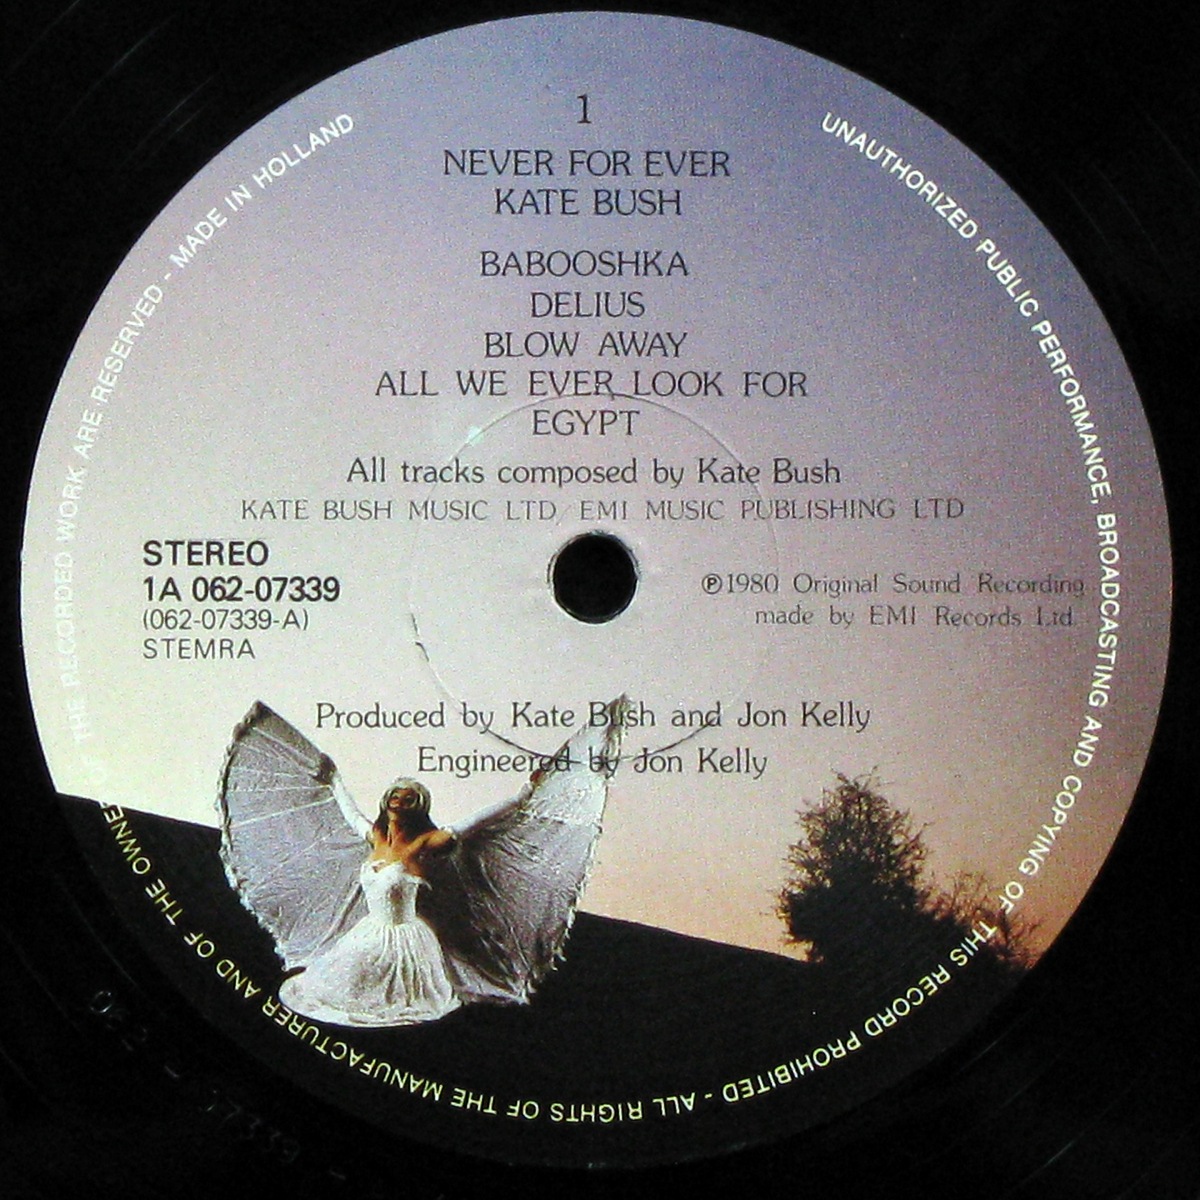 1
NEVER FOR EVER
KATE BUSH
BABOOSHKA
DELIUS
BLOW AWAY
ALL WE EVER LOOK FOR
EGYPT
All tracks composed by Kate Bush
KATE BUSH MUSIC LTD/EMI MUSIC PUBLISHING LTD
STEREO
1A 062-07339
(062-07339-A)
STEMRA
℗1980 Original Sound Recording
made by EMI Records Ltd.
Produced by Kate Bush and Jon Kelly
Engineered by Jon Kelly
UNAUTHORIZED PUBLIC PERFORMANCE, BROADCASTING AND COPYING OF THIS RECORD PROHIBITED - ALL RIGHTS OF THE MANUFACTURER AND OF THE OWNER OF THE RECORDED WORK ARE RESERVED - MADE IN HOLLAND